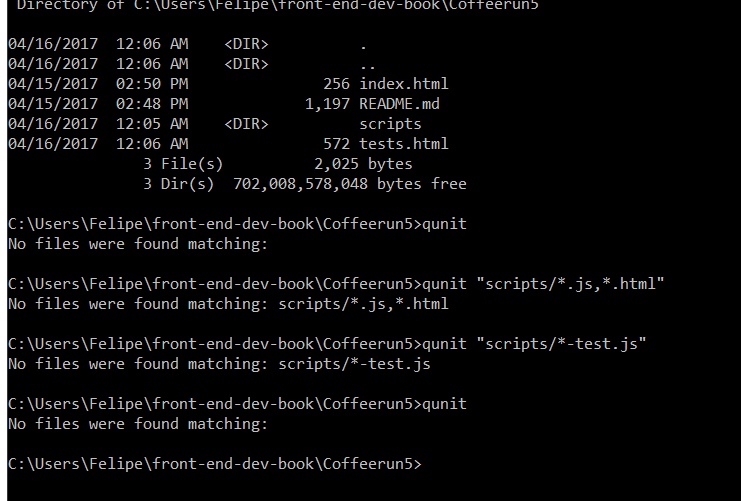 Directory of C:\Users\Felipe\front-end-dev-book\Coffeerun5
04/16/2017  12:06 AM    <DIR>          .
04/16/2017  12:06 AM    <DIR>          ..
04/15/2017  02:50 PM               256 index.html
04/15/2017  02:48 PM             1,197 README.md
04/16/2017  12:05 AM    <DIR>          scripts
04/16/2017  12:06 AM               572 tests.html
               3 File(s)          2,025 bytes
               3 Dir(s)  702,008,578,048 bytes free
C:\Users\Felipe\front-end-dev-book\Coffeerun5>qunit
No files were found matching:
C:\Users\Felipe\front-end-dev-book\Coffeerun5>qunit "scripts/*.js,*.html"
No files were found matching: scripts/*.js,*.html
C:\Users\Felipe\front-end-dev-book\Coffeerun5>qunit "scripts/*-test.js"
No files were found matching: scripts/*-test.js
C:\Users\Felipe\front-end-dev-book\Coffeerun5>qunit
No files were found matching:
C:\Users\Felipe\front-end-dev-book\Coffeerun5>